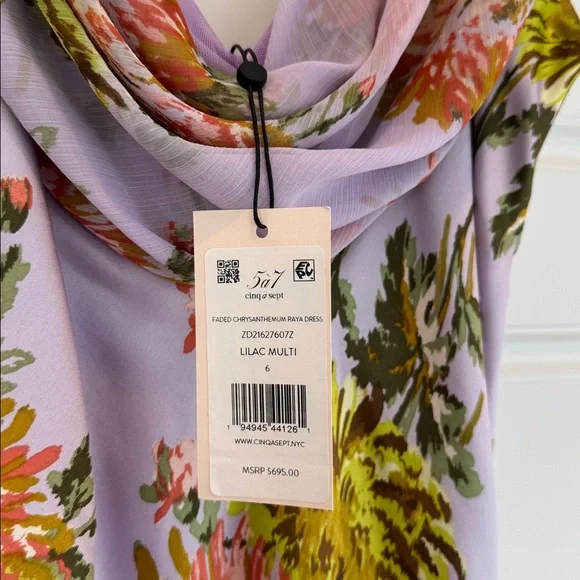 5à7
cinq à sept
FADED CHRYSANTHEMUM RAYA DRESS
ZD21627607Z
LILAC MULTI
6
1 94945 44126 1
WWW.CINQASEPT.NYC
MSRP $695.00